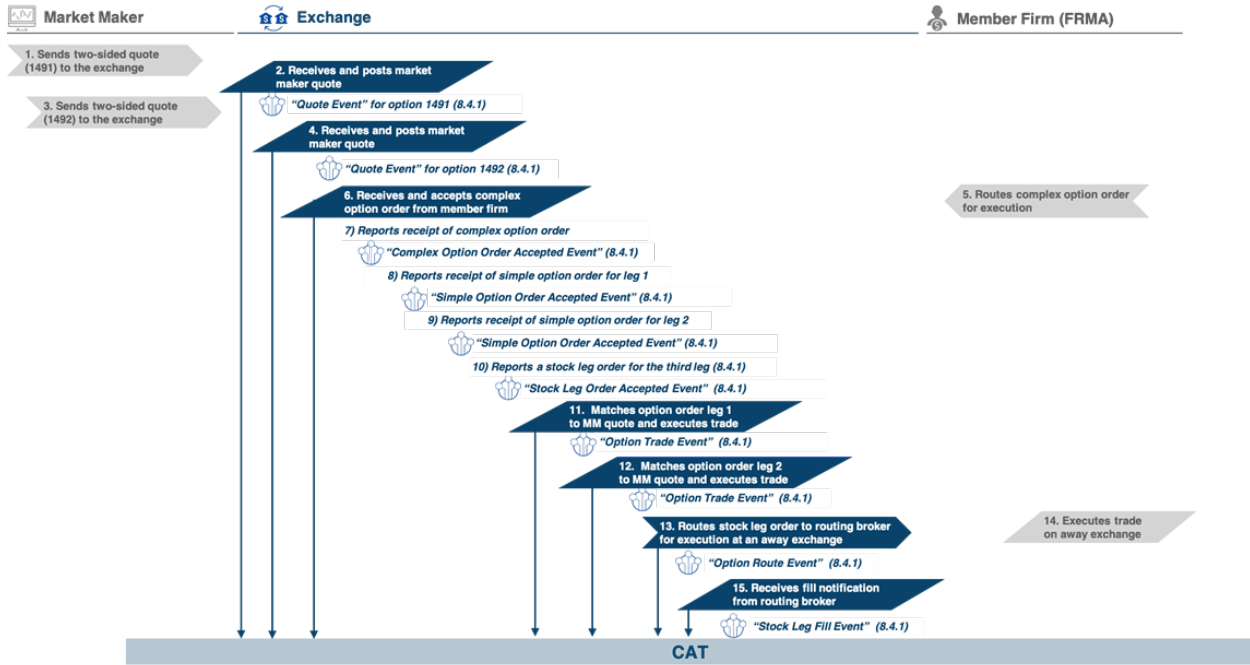 Market Maker
Exchange
Member Firm (FRMA)
1. Sends two-sided quote
(1491) to the exchange
2. Receives and posts market
maker quote
"Quote Event" for option 1491 (8.4.1)
3. Sends two-sided quote
(1492) to the exchange
4. Receives and posts market
maker quote
"Quote Event" for option 1492 (8.4.1)
5. Routes complex option order
for execution
6. Receives and accepts complex
option order from member firm
7) Reports receipt of complex option order
"Complex Option Order Accepted Event" (8.4.1)
8) Reports receipt of simple option order for leg 1
"Simple Option Order Accepted Event" (8.4.1)
9) Reports receipt of simple option order for leg 2
"Simple Option Order Accepted Event" (8.4.1)
10) Reports a stock leg order for the third leg (8.4.1)
"Stock Leg Order Accepted Event" (8.4.1)
11. Matches option order leg 1
to MM quote and executes trade
"Option Trade Event" (8.4.1)
12. Matches option order leg 2
to MM quote and executes trade
"Option Trade Event" (8.4.1)
13. Routes stock leg order to routing broker
for execution at an away exchange
"Option Route Event" (8.4.1)
14. Executes trade
on away exchange
15. Receives fill notification
from routing broker
"Stock Leg Fill Event" (8.4.1)
CAT